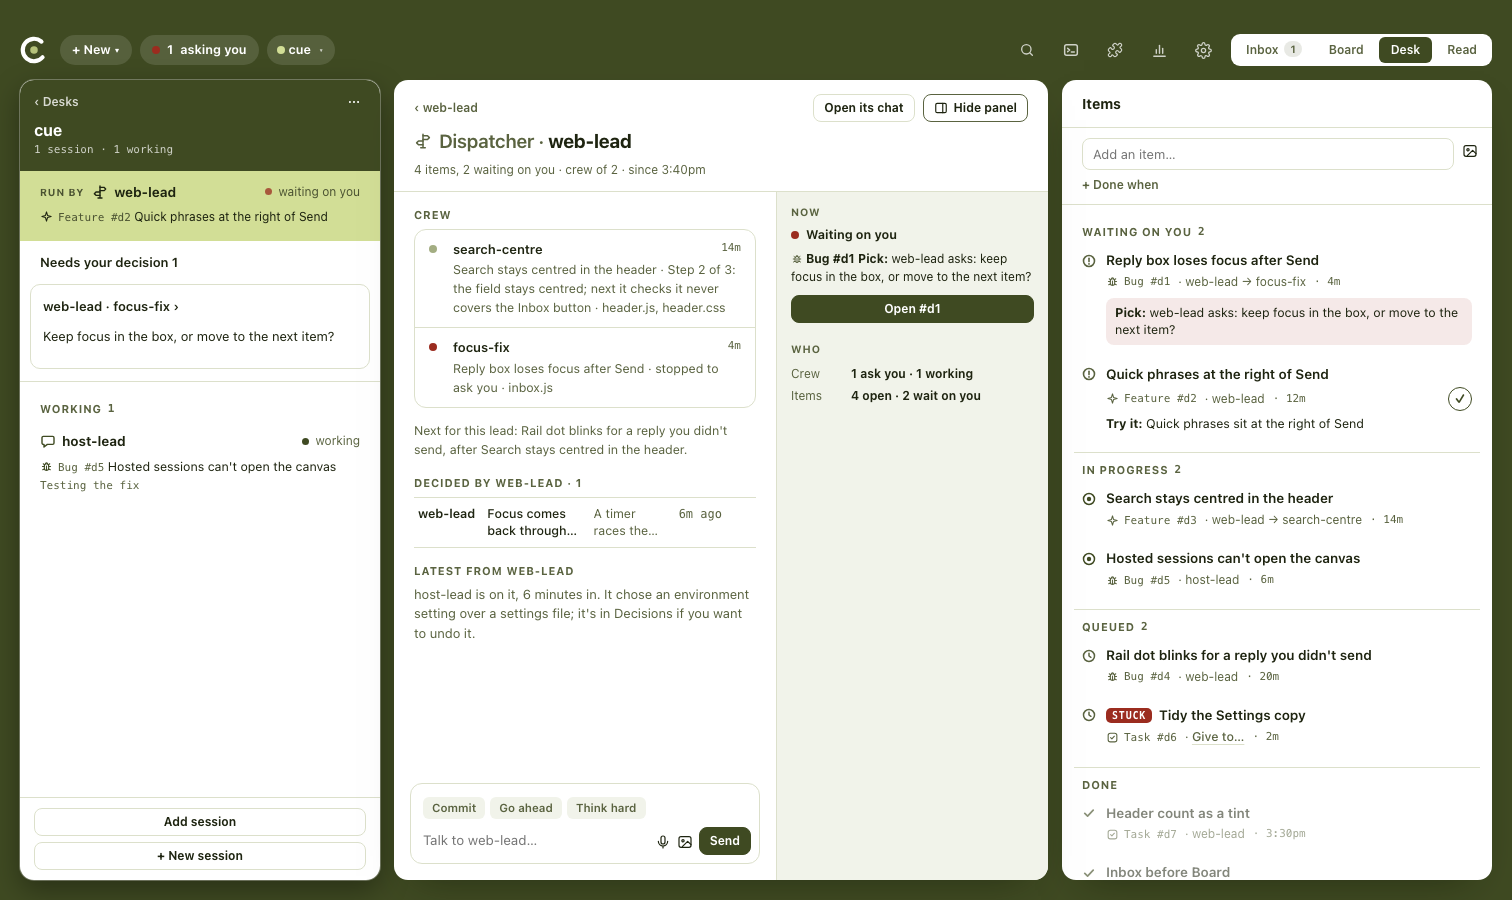 + New ▾
1 asking you
cue ·
Inbox 1
Board
Desk
Read
‹ Desks
···
cue
1 session · 1 working
RUN BY web-lead
waiting on you
Feature #d2 Quick phrases at the right of Send
Needs your decision 1
web-lead · focus-fix ›
Keep focus in the box, or move to the next item?
WORKING 1
host-lead
working
Bug #d5 Hosted sessions can't open the canvas
Testing the fix
Add session
+ New session
‹ web-lead
Open its chat
Hide panel
Dispatcher · web-lead
4 items, 2 waiting on you · crew of 2 · since 3:40pm
CREW
search-centre
14m
Search stays centred in the header · Step 2 of 3:
the field stays centred; next it checks it never
covers the Inbox button · header.js, header.css
focus-fix
4m
Reply box loses focus after Send · stopped to
ask you · inbox.js
Next for this lead: Rail dot blinks for a reply you didn't
send, after Search stays centred in the header.
DECIDED BY WEB-LEAD · 1
web-lead
Focus comes
back through...
A timer
races the...
6m ago
LATEST FROM WEB-LEAD
host-lead is on it, 6 minutes in. It chose an environment
setting over a settings file; it's in Decisions if you want
to undo it.
Commit
Go ahead
Think hard
Talk to web-lead...
Send
NOW
Waiting on you
Bug #d1 Pick: web-lead asks: keep
focus in the box, or move to the next item?
Open #d1
WHO
Crew 1 ask you · 1 working
Items 4 open · 2 wait on you
Items
Add an item...
+ Done when
WAITING ON YOU 2
Reply box loses focus after Send
Bug #d1 · web-lead → focus-fix · 4m
Pick: web-lead asks: keep focus in the box, or move to the
next item?
Quick phrases at the right of Send
Feature #d2 · web-lead · 12m
Try it: Quick phrases sit at the right of Send
IN PROGRESS 2
Search stays centred in the header
Feature #d3 · web-lead → search-centre · 14m
Hosted sessions can't open the canvas
Bug #d5 · host-lead · 6m
QUEUED 2
Rail dot blinks for a reply you didn't send
Bug #d4 · web-lead · 20m
STUCK Tidy the Settings copy
Task #d6 · Give to... · 2m
DONE
Header count as a tint
Task #d7 · web-lead · 3:30pm
Inbox before Board